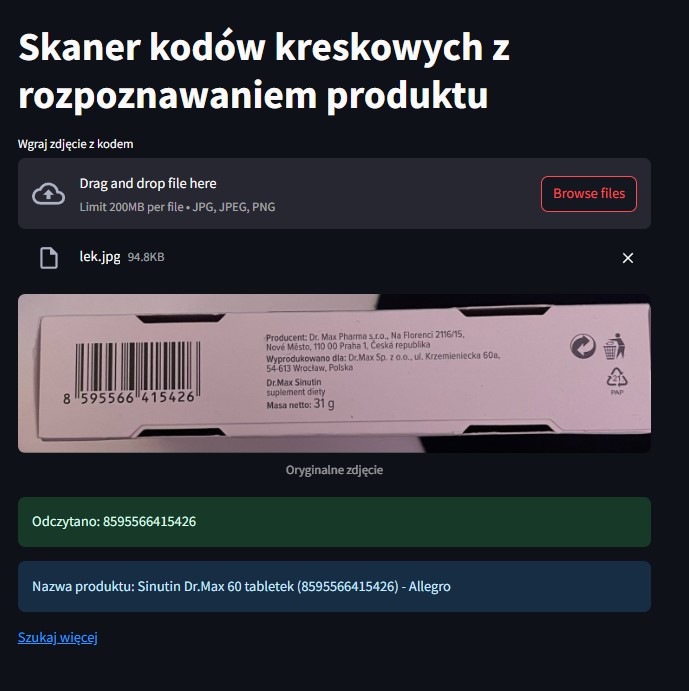 Skaner kodów kreskowych z
rozpoznawaniem produktu
Wgraj zdjęcie z kodem
Drag and drop file here
Limit 200MB per file • JPG, JPEG, PNG
Browse files
lek.jpg 94.8KB
8 595566 415426
Producent: Dr. Max Pharma s.r.o., Na Florenci 2116/15,
Nové Město, 110 00 Praha 1, Česká republika
Wyprodukowano dla: Dr.Max Sp. z o.o., ul. Krzemieniecka 60a,
54-613 Wrocław, Polska
Dr.Max Sinutin
suplement diety
Masa netto: 31 g
21
PAP
Oryginalne zdjęcie
Odczytano: 8595566415426
Nazwa produktu: Sinutin Dr.Max 60 tabletek (8595566415426) - Allegro
Szukaj więcej